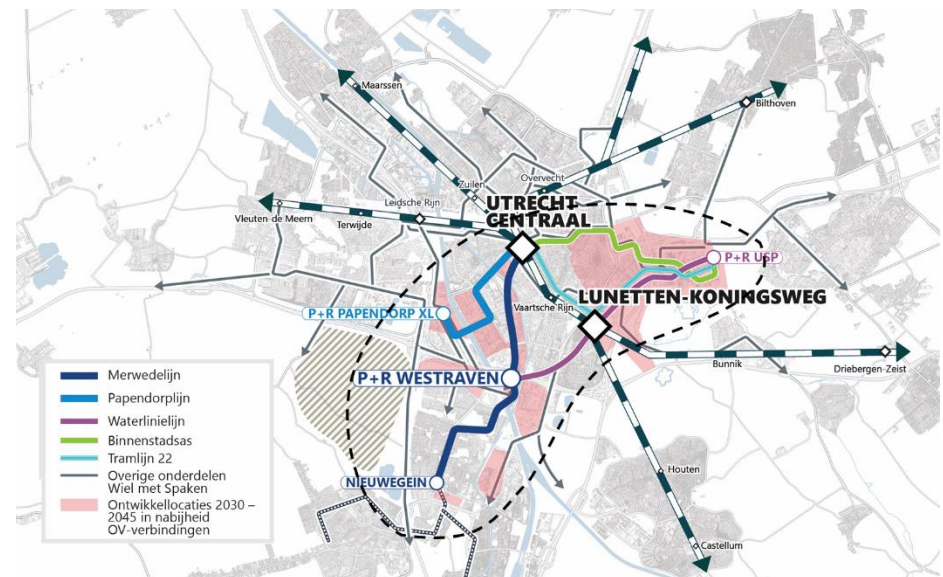 Maarssen
Bilthoven
Zuilen
Overvecht
Leidsche Rijn
UTRECHT
CENTRAAL
Vleuten-de Meern
Terwijde
P+R USP
LUNETTEN-KONINGSWEG
Vaartsche Rijn
P+R PAPENDORP XL
Bunnik
Driebergen-Zeist
P+R WESTRAVEN
Merwedelijn
Papendorplijn
Waterlinielijn
Binnenstadsas
Tramlijn 22
Overige onderdelen
Wiel met Spaken
Ontwikkellocaties 2030 –
2045 in nabijheid
OV-verbindingen
NIEUWEGEIN
Houten
Castellum